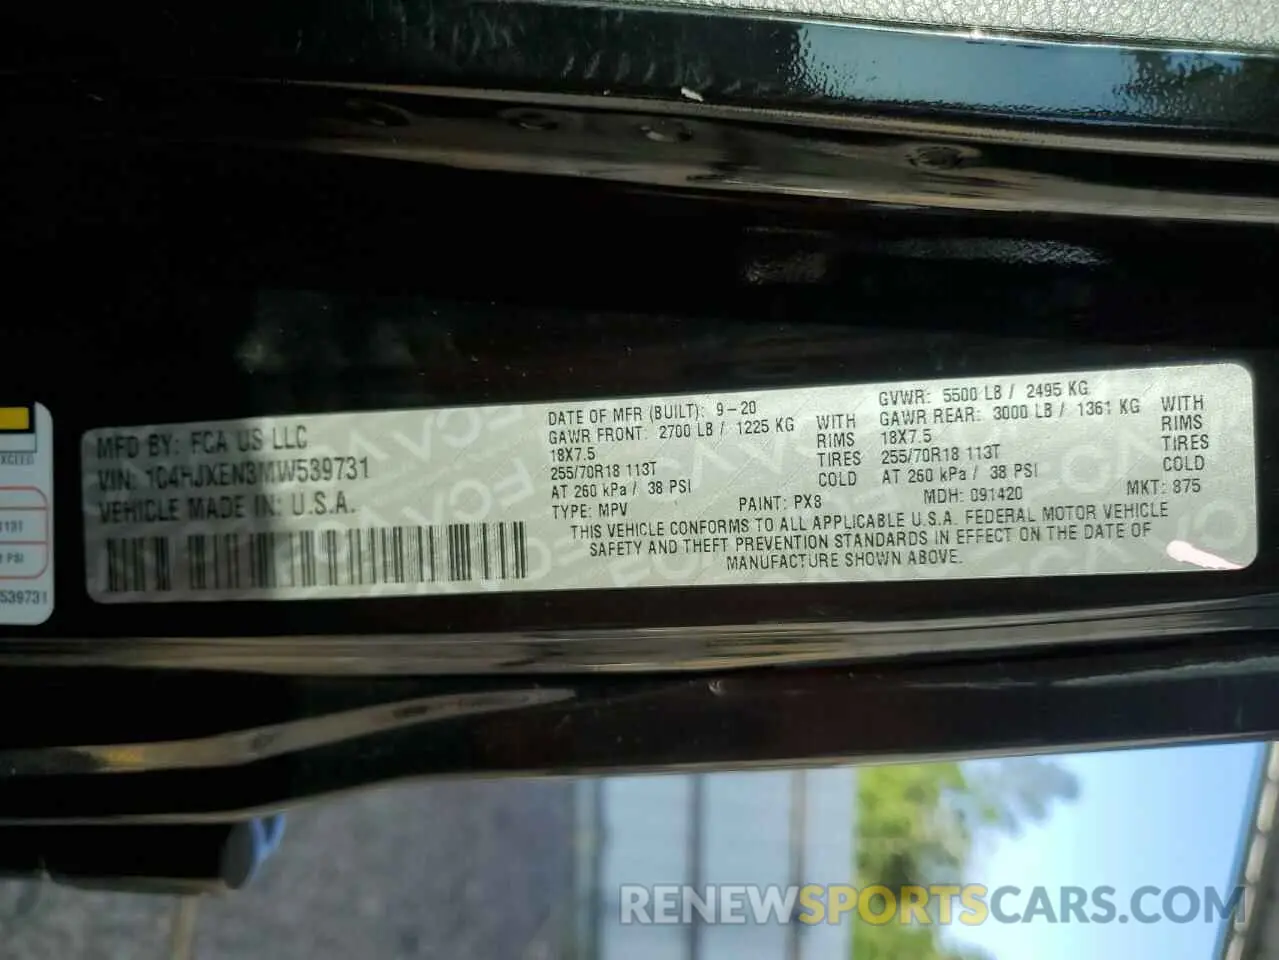 MFD BY: FCA US LLC
VIN: 1C4HJXEN3MW539731
VEHICLE MADE IN: U.S.A.
DATE OF MFR (BUILT): 9-20
GAWR FRONT: 2700 LB / 1225 KG
18X7.5
255/70R18 113T
AT 260 kPa / 38 PSI
WITH
RIMS
TIRES
COLD
GVWR: 5500 LB / 2495 KG
GAWR REAR: 3000 LB / 1361 KG
18X7.5
255/70R18 113T
AT 260 kPa / 38 PSI
WITH
RIMS
TIRES
COLD
TYPE: MPV
PAINT: PX8
MDH: 091420
MKT: 875
THIS VEHICLE CONFORMS TO ALL APPLICABLE U.S.A. FEDERAL MOTOR VEHICLE
SAFETY AND THEFT PREVENTION STANDARDS IN EFFECT ON THE DATE OF
MANUFACTURE SHOWN ABOVE.
539731
PSI
RENEWSPORTSCARS.COM